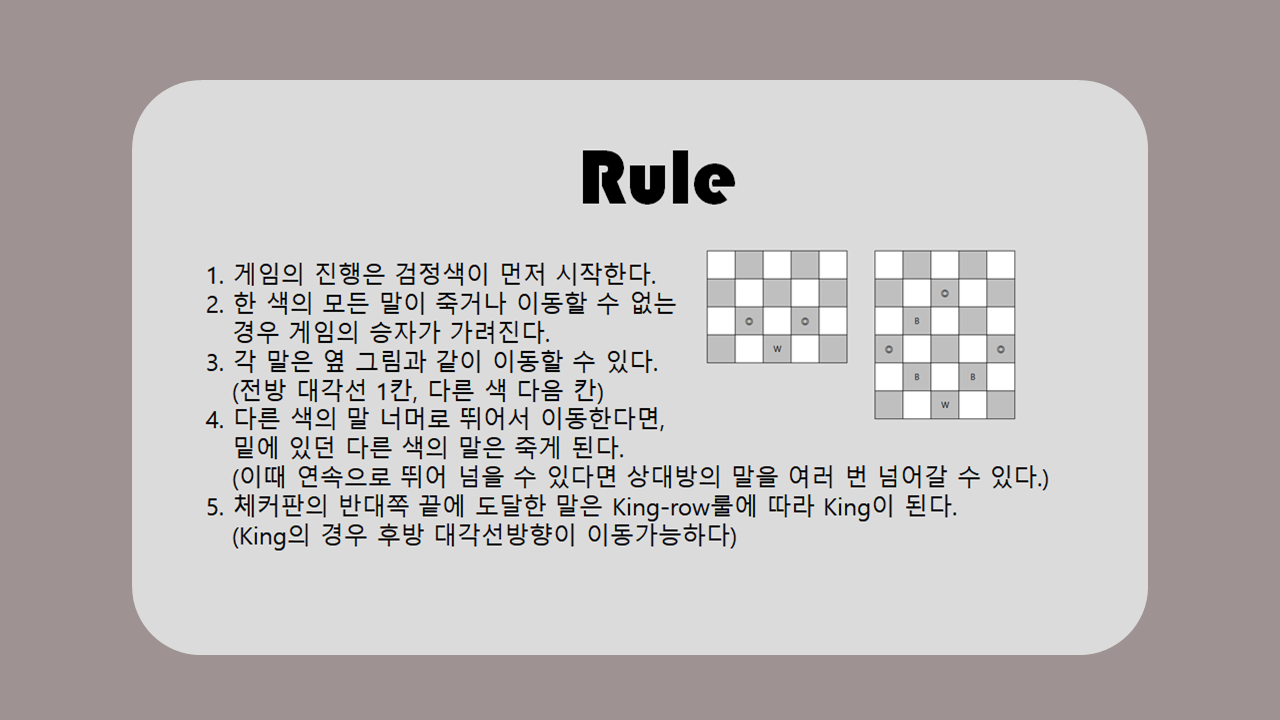 Rule
1. 게임의 진행은 검정색이 먼저 시작한다.
2. 한 색의 모든 말이 죽거나 이동할 수 없는
경우 게임의 승자가 가려진다.
3. 각 말은 옆 그림과 같이 이동할 수 있다.
(전방 대각선 1칸, 다른 색 다음 칸)
4. 다른 색의 말 너머로 뛰어서 이동한다면,
밑에 있던 다른 색의 말은 죽게 된다.
(이때 연속으로 뛰어 넘을 수 있다면 상대방의 말을 여러 번 넘어갈 수 있다.)
5. 체커판의 반대쪽 끝에 도달한 말은 King-row룰에 따라 King이 된다.
(King의 경우 후방 대각선방향이 이동가능하다)
◎ ◎
W
◎
B
◎ ◎
B B
W